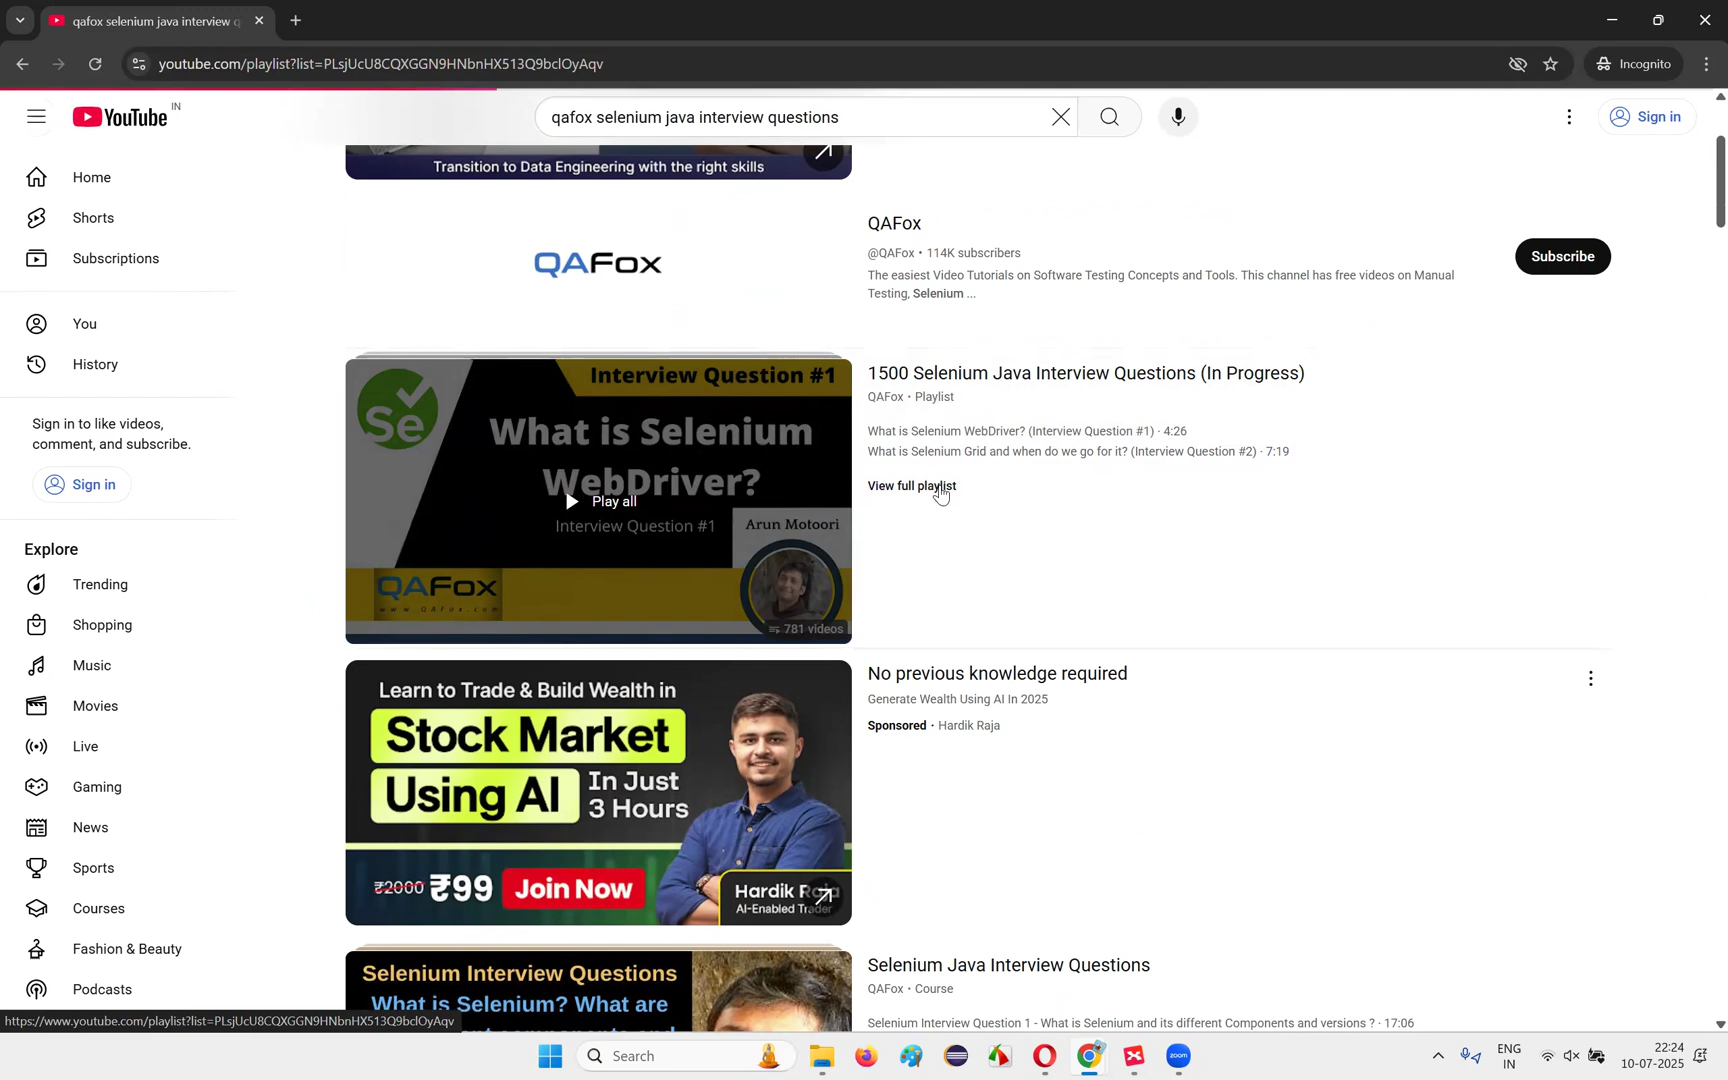 qafox selenium java interview q
youtube.com/playlist?list=PLsjUcU8CQXGGN9HNbnHX513Q9bclOyAqv
Incognito
YouTube IN
qafox selenium java interview questions
Sign in
Home
Shorts
Subscriptions
You
History
Sign in to like videos,
comment, and subscribe.
Sign in
Explore
Trending
Shopping
Music
Movies
Live
Gaming
News
Sports
Courses
Fashion & Beauty
Podcasts
Transition to Data Engineering with the right skills
QAFox
QAFox
@QAFox • 114K subscribers
The easiest Video Tutorials on Software Testing Concepts and Tools. This channel has free videos on Manual
Testing, Selenium ...
Subscribe
Interview Question #1
Se
What is Selenium
WebDriver?
Play all
Interview Question #1
Arun Motoori
QAFox
www.QAFox.com
781 videos
1500 Selenium Java Interview Questions (In Progress)
QAFox • Playlist
What is Selenium WebDriver? (Interview Question #1) · 4:26
What is Selenium Grid and when do we go for it? (Interview Question #2) · 7:19
View full playlist
Learn to Trade & Build Wealth in
Stock Market
Using AI In Just
3 Hours
₹2000 ₹99 Join Now
Hardik Raja
AI-Enabled Trader
No previous knowledge required
Generate Wealth Using AI In 2025
Sponsored · Hardik Raja
Selenium Interview Questions
What is Selenium? What are
Selenium Java Interview Questions
QAFox • Course
Selenium Interview Question 1 - What is Selenium and its different Components and versions ? · 17:06
https://www.youtube.com/playlist?list=PLsjUcU8CQXGGN9HNbnHX513Q9bclOyAqv
Search
zoom
ENG
IN
22:24
10-07-2025